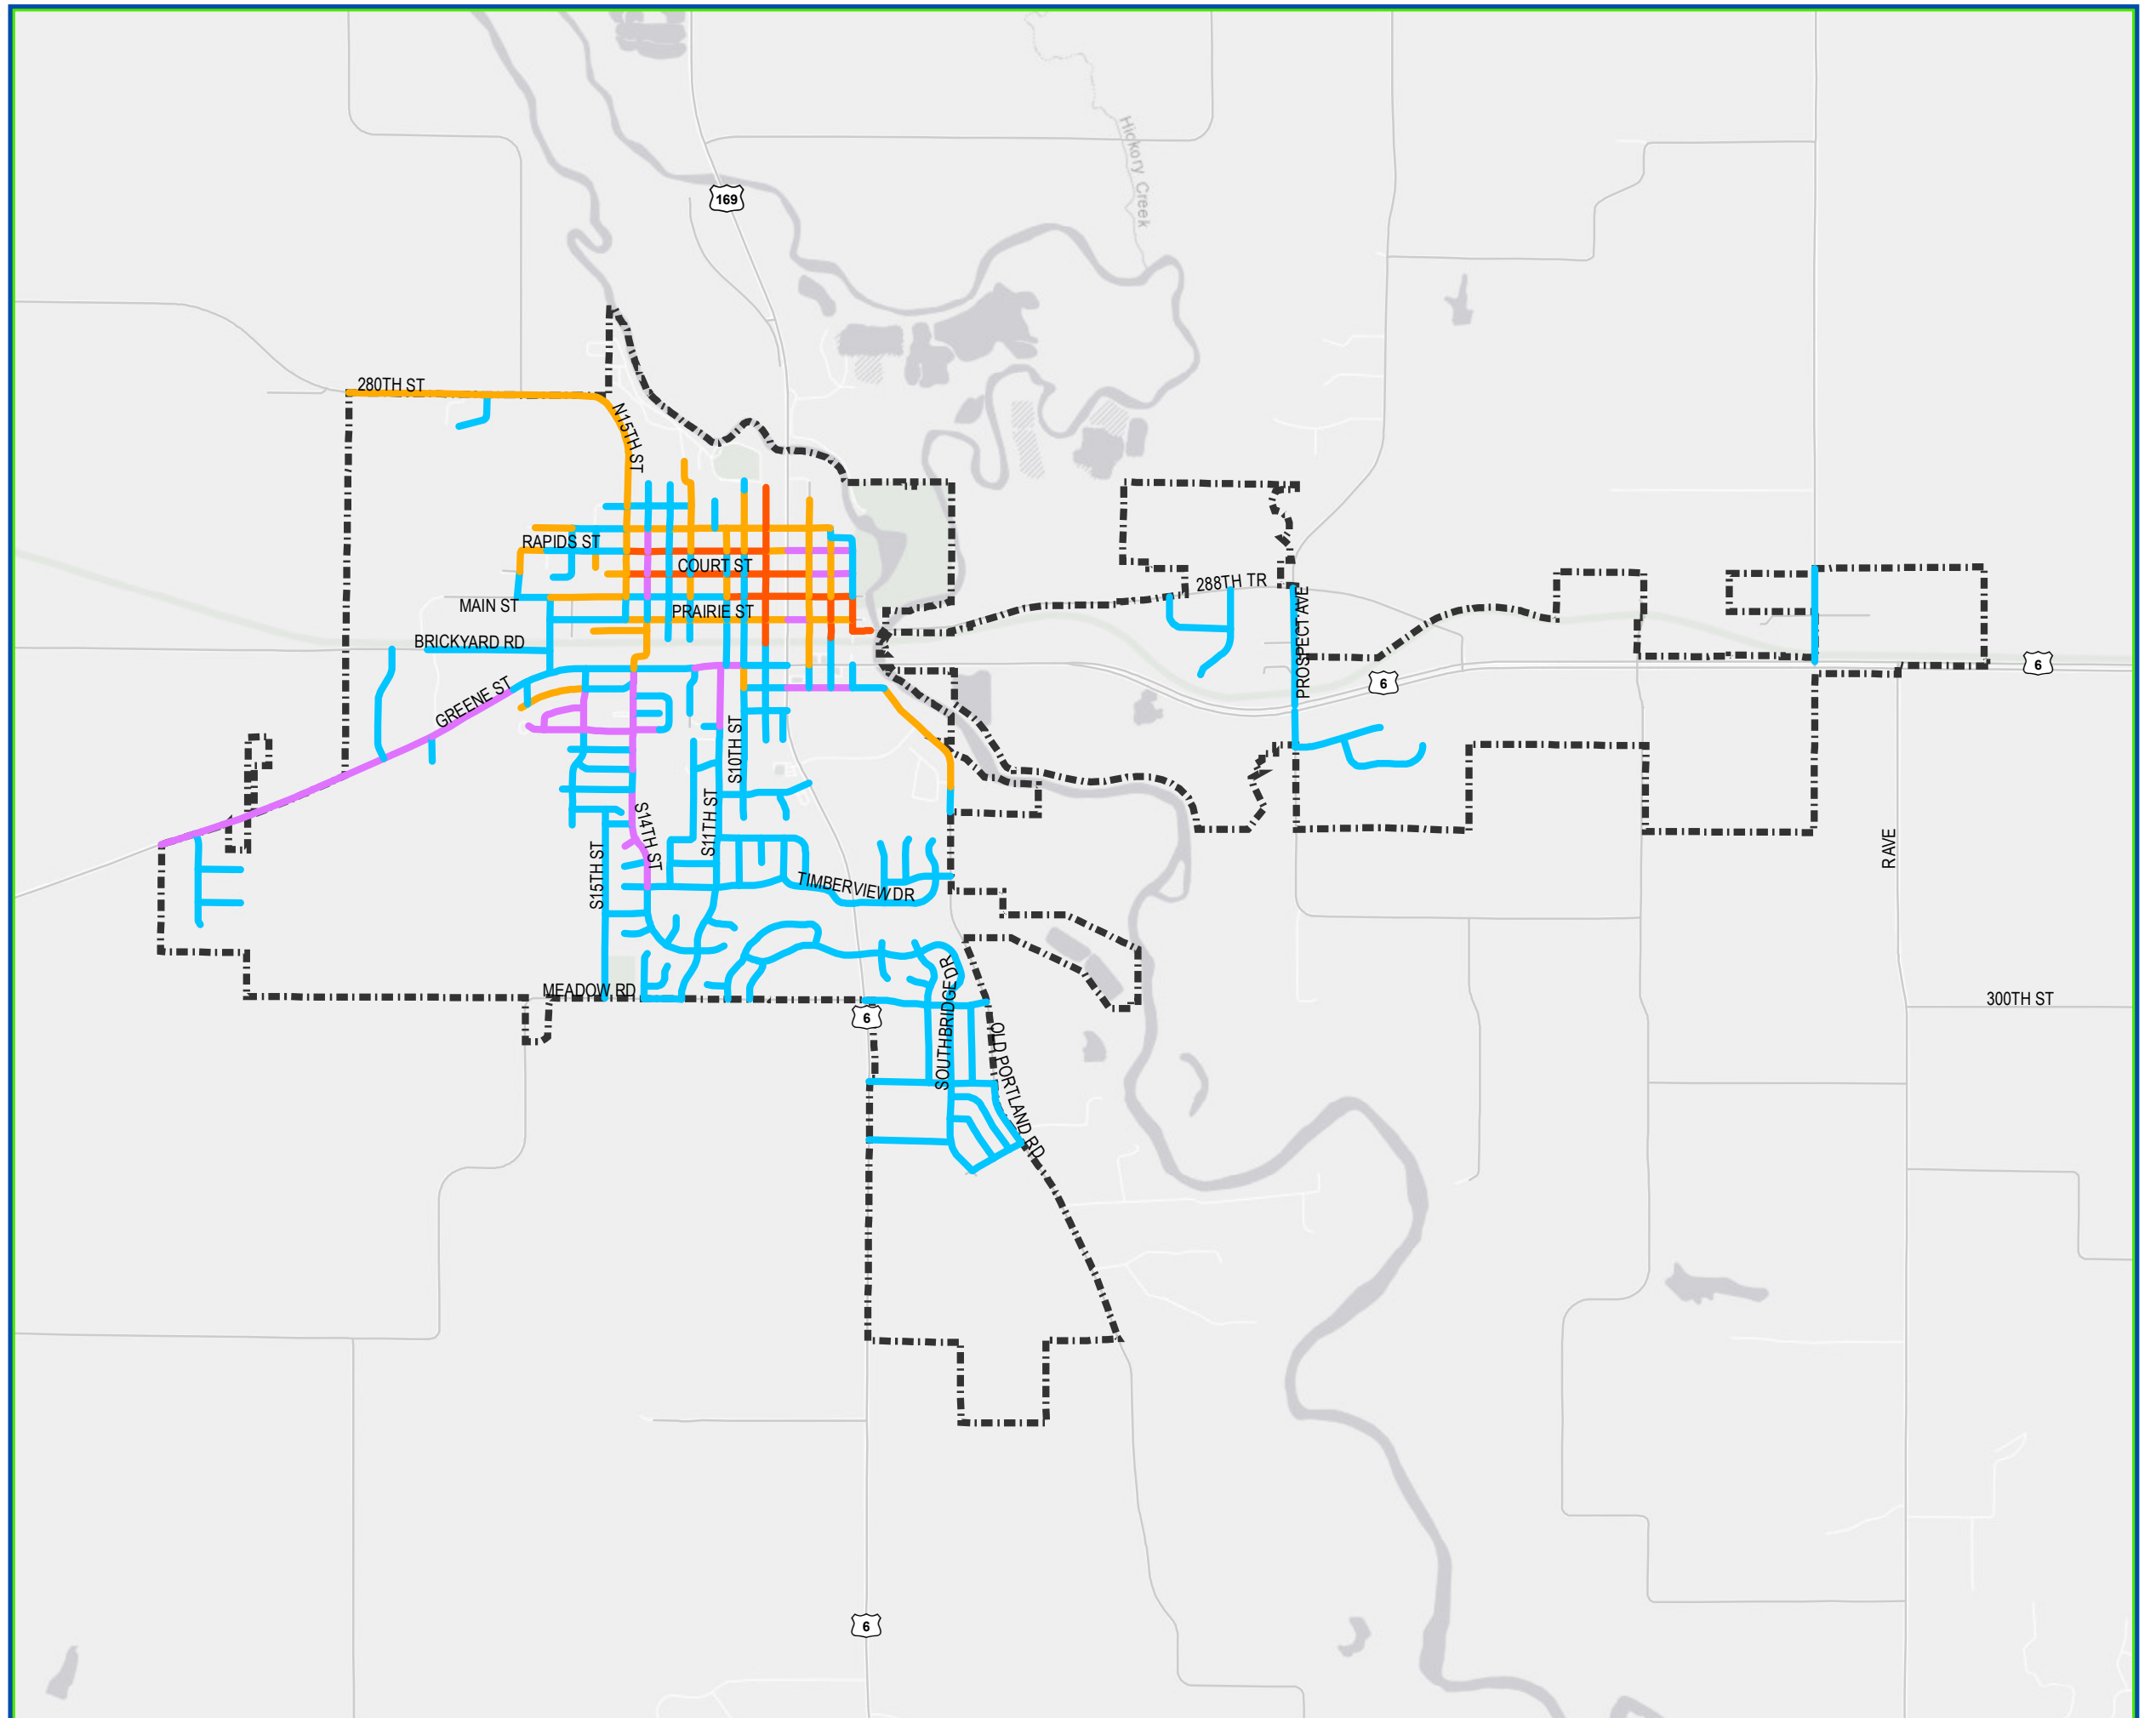 Hickory Creek
169
280TH ST
N15TH ST
RAPIDS ST
COURT ST
288TH TR
MAIN ST
PRAIRIE ST
BRICKYARD RD
PROSPECT AVE
6
6
GREENE ST
S10TH ST
S11TH ST
S14TH ST
R AVE
S15TH ST
TIMBERVIEW DR
MEADOW RD
SOUTHBRIDGE DR
300TH ST
6
OLD PORTLAND RD
6